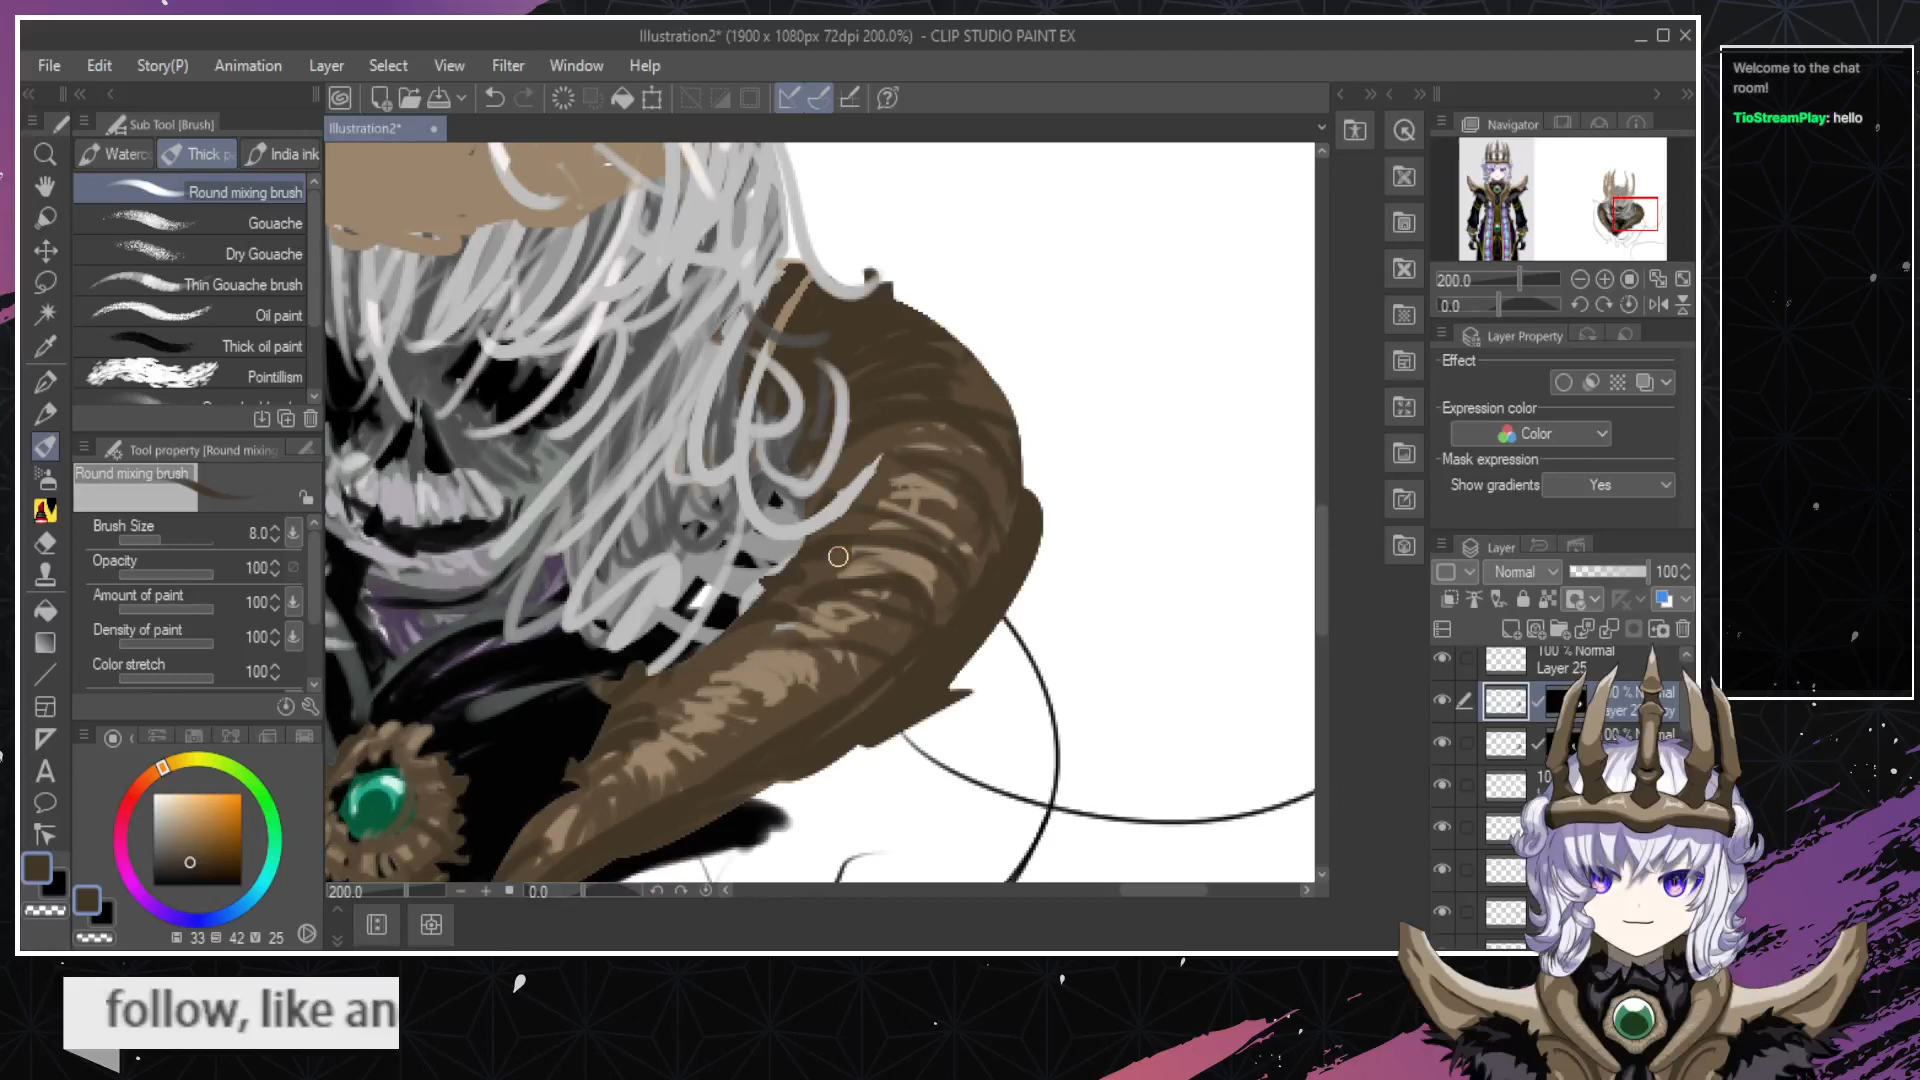 Illustration2* (1900 x 1080px 72dpi 200.0%) - CLIP STUDIO PAINT EX
File Edit Story(P) Animation Layer Select View Filter Window Help
Sub Tool [Brush]
Thick India ink
Round mixing brush
Gouache
Dry Gouache
Thin Gouache brush
Oil paint
Thick oil paint
Pointillism
Tool property [Round mixing
Round mixing brush
Brush Size 8.0
Opacity 100
Amount of paint 100
Density of paint 100
Color stretch 100
33 42 25
Illustration2*
200.0 0.0
Navigator
200.0
0.0
Layer Property
Effect
Expression color
Color
Mask expression
Show gradients Yes
Layer
Normal 100
100 % Normal
Layer 25
Welcome to the chat
room!
TioStreamPlay: hello
follow, like an